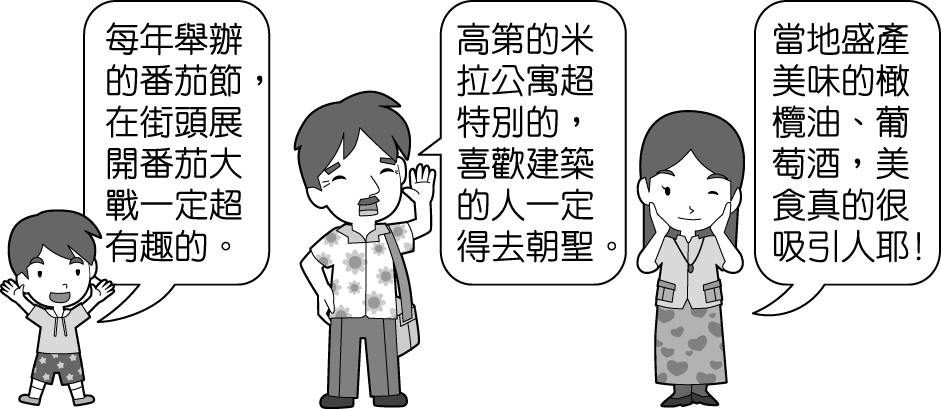 每年舉辦
的番茄節，
在街頭展
開番茄大
戰一定超
有趣的。
高第的米
拉公寓超
特別的，
喜歡建築
的人一定
得去朝聖。
當地盛產
美味的橄
欖油、葡
萄酒，美
食真的很
吸引人耶！